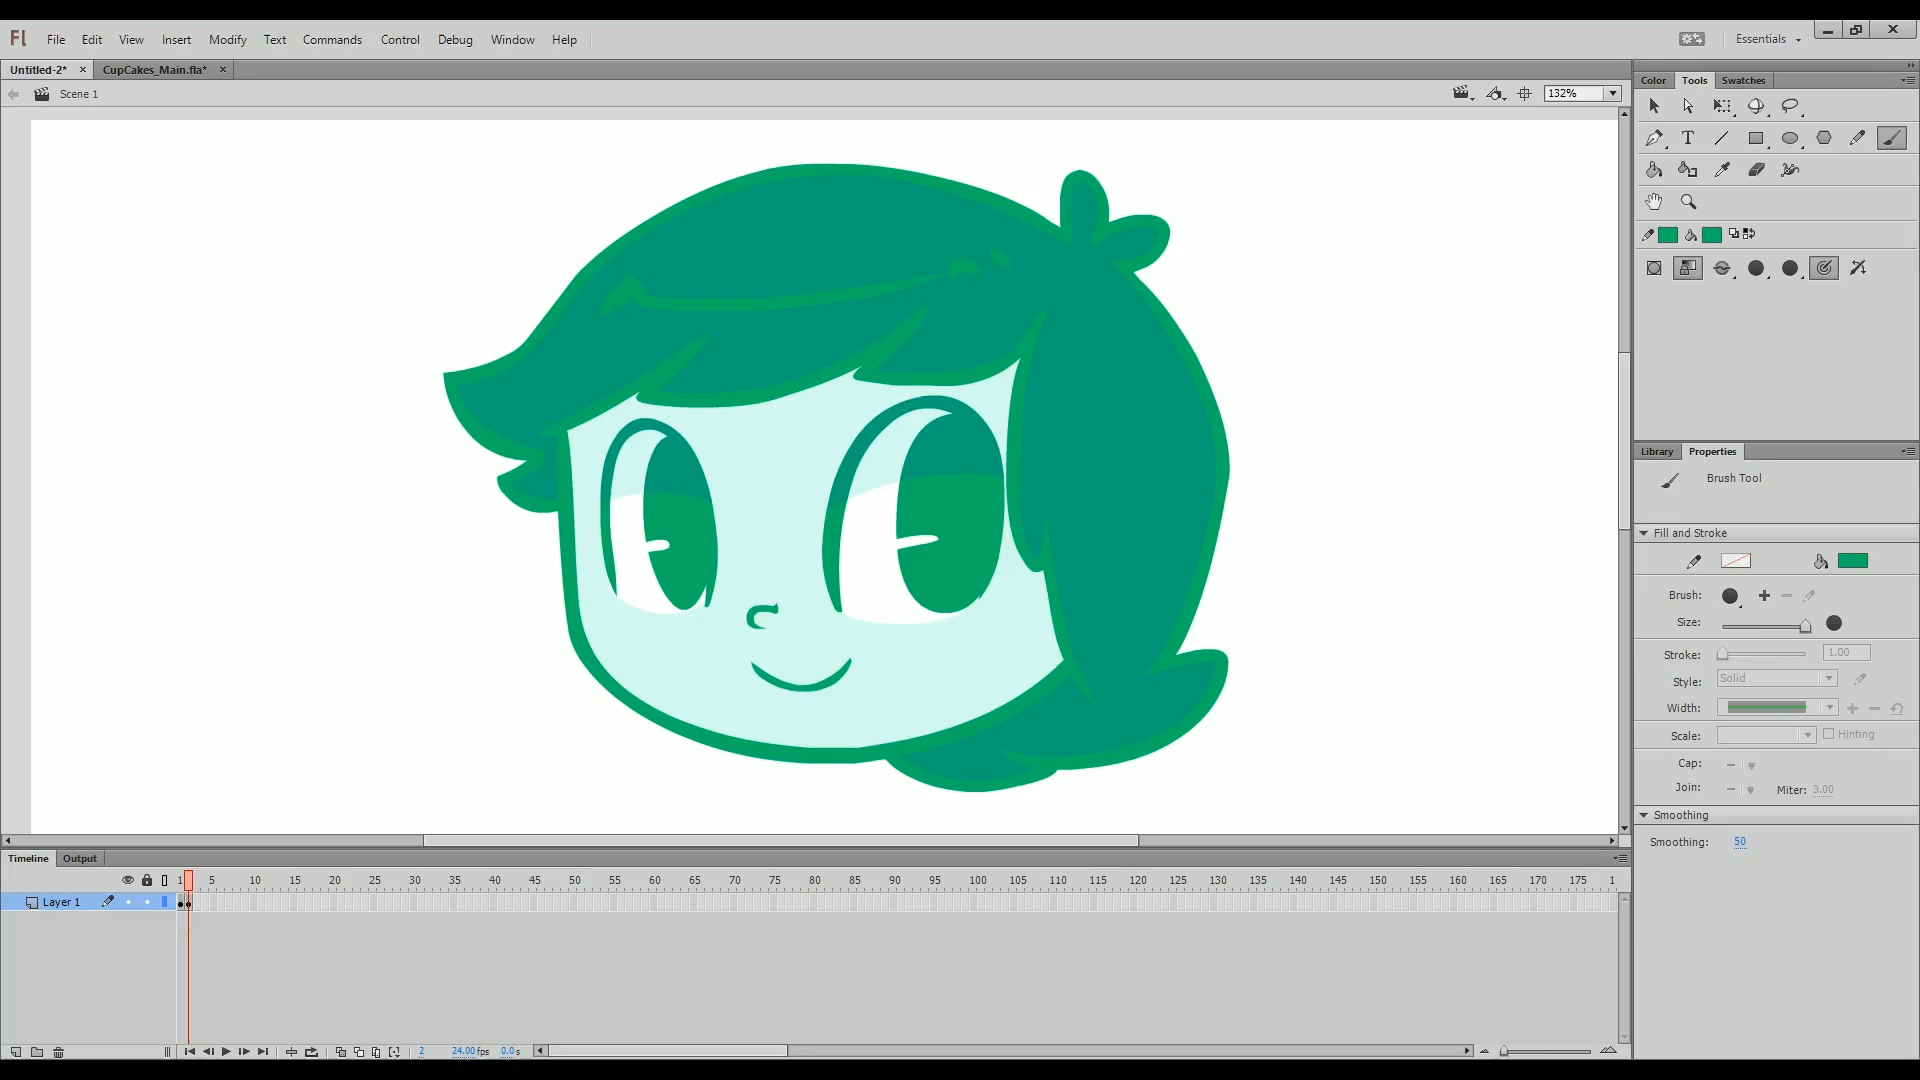 Fl File Edit View Insert Modify Text Commands Control Debug Window Help Essentials
Untitled-2* × CupCakes_Main.fla* ×
Scene 1 132%
Color Tools Swatches
T
Library Properties
Brush Tool
Fill and Stroke
Brush:
Size:
Stroke: 1.00
Style: Solid
Width:
Scale: Hinting
Cap:
Join: Miter: 3.00
Smoothing
Smoothing: 50
Timeline Output
1 5 10 15 20 25 30 35 40 45 50 55 60 65 70 75 80 85 90 95 100 105 110 115 120 125 130 135 140 145 150 155 160 165 170 175 1
Layer 1
2 24.00 fps 0.0 s